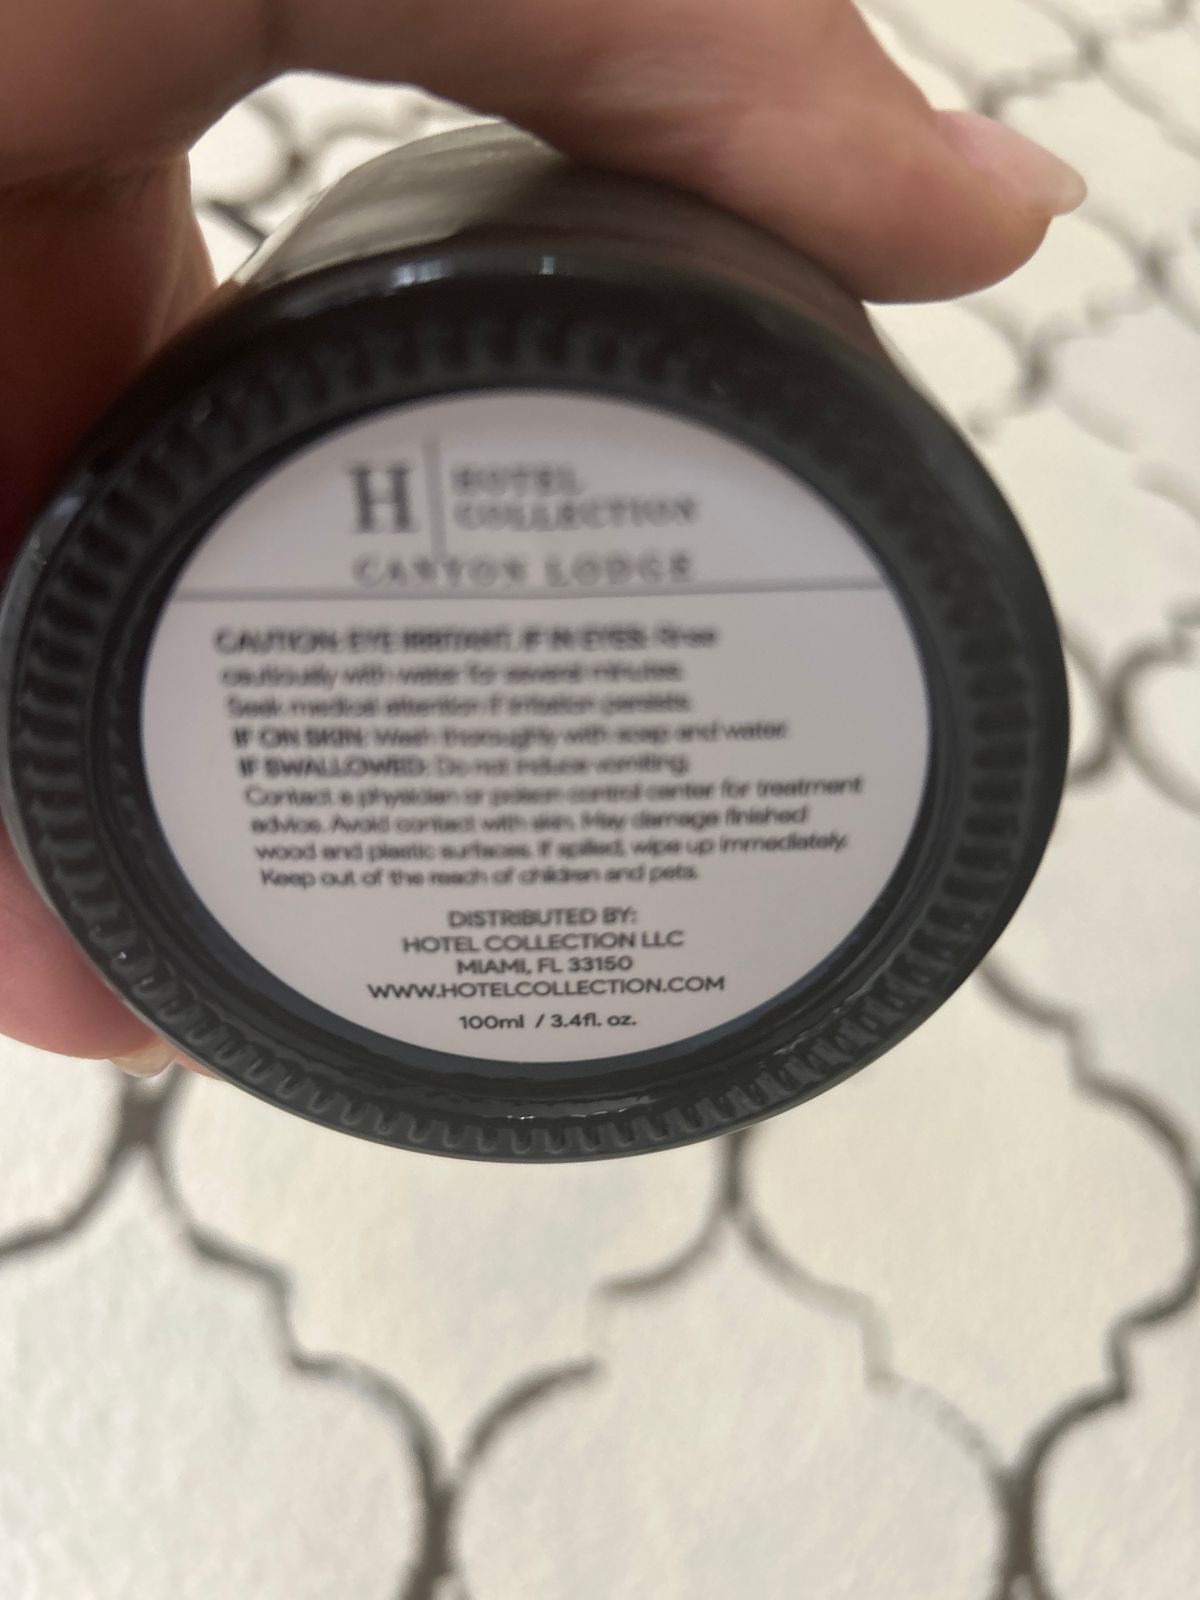 H
HOTEL
COLLECTION
CANYON LODGE
CAUTION: EYE IRRITANT. IF IN EYES: Rinse
cautiously with water for several minutes.
Seek medical attention if irritation persists.
IF ON SKIN: Wash thoroughly with soap and water.
IF SWALLOWED: Do not induce vomiting.
Contact a physician or poison control center for treatment
advice. Avoid contact with skin. May damage finished
wood and plastic surfaces. If spilled, wipe up immediately.
Keep out of the reach of children and pets.
DISTRIBUTED BY:
HOTEL COLLECTION LLC
MIAMI, FL 33150
WWW.HOTELCOLLECTION.COM
100ml / 3.4fl. oz.